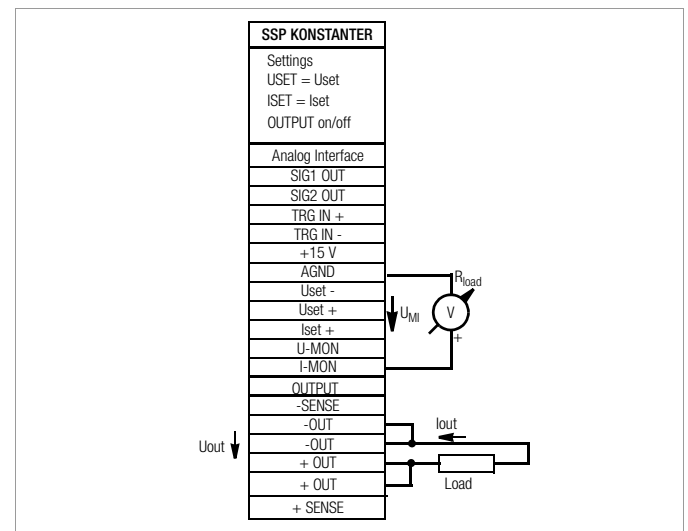 SSP KONSTANTER
Settings
USET = Uset
ISET = Iset
OUTPUT on/off
Analog Interface
SIG1 OUT
SIG2 OUT
TRG IN +
TRG IN -
+15 V
AGND
Uset -
Uset +
Iset +
U-MON
I-MON
Rload
UMI
V
+
OUTPUT
-SENSE
-OUT
-OUT
+ OUT
+ OUT
+ SENSE
Uout
Iout
Load